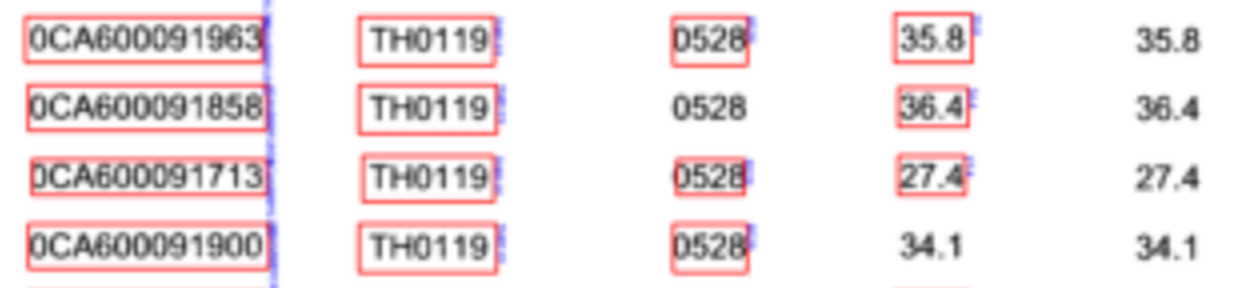 0CA600091963 TH0119 0528 35.8 35.8
0CA600091858 TH0119 0528 36.4 36.4
0CA600091713 TH0119 0528 27.4 27.4
0CA600091900 TH0119 0528 34.1 34.1